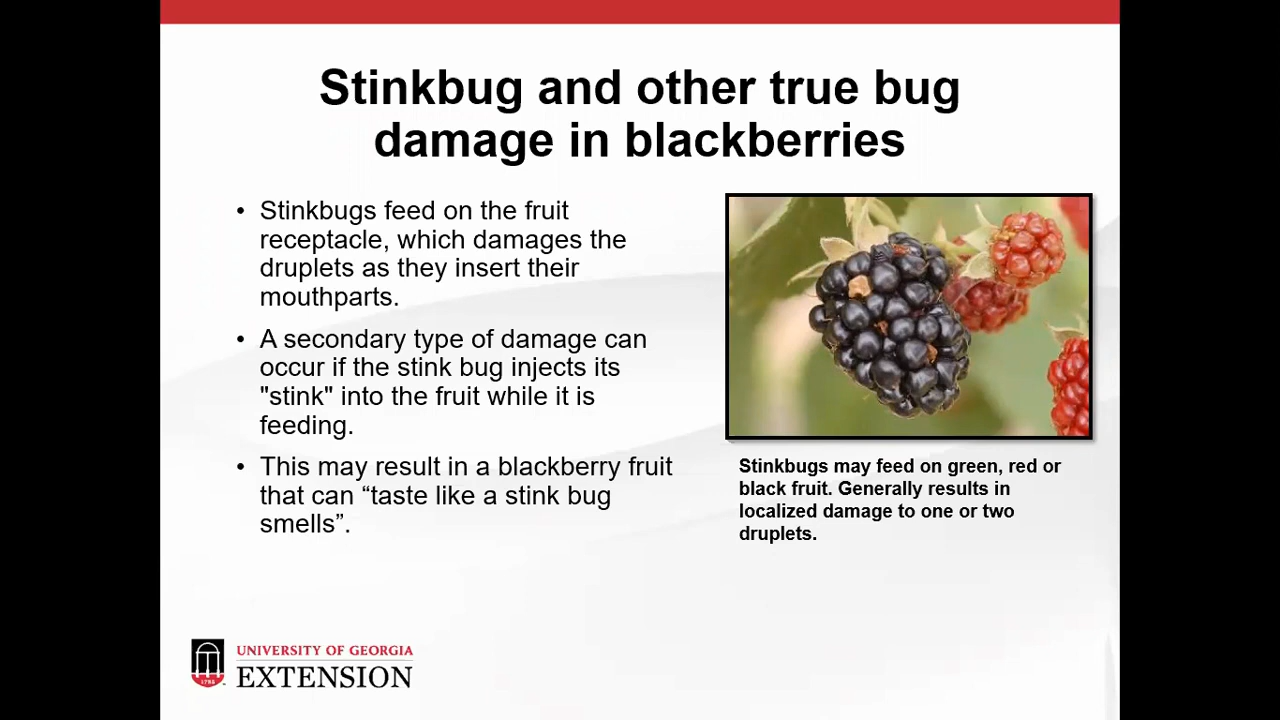 Stinkbug and other true bug
damage in blackberries
• Stinkbugs feed on the fruit
receptacle, which damages the
druplets as they insert their
mouthparts.
• A secondary type of damage can
occur if the stink bug injects its
"stink" into the fruit while it is
feeding.
• This may result in a blackberry fruit
that can “taste like a stink bug
smells”.
Stinkbugs may feed on green, red or
black fruit. Generally results in
localized damage to one or two
druplets.
1785
UNIVERSITY OF GEORGIA
EXTENSION